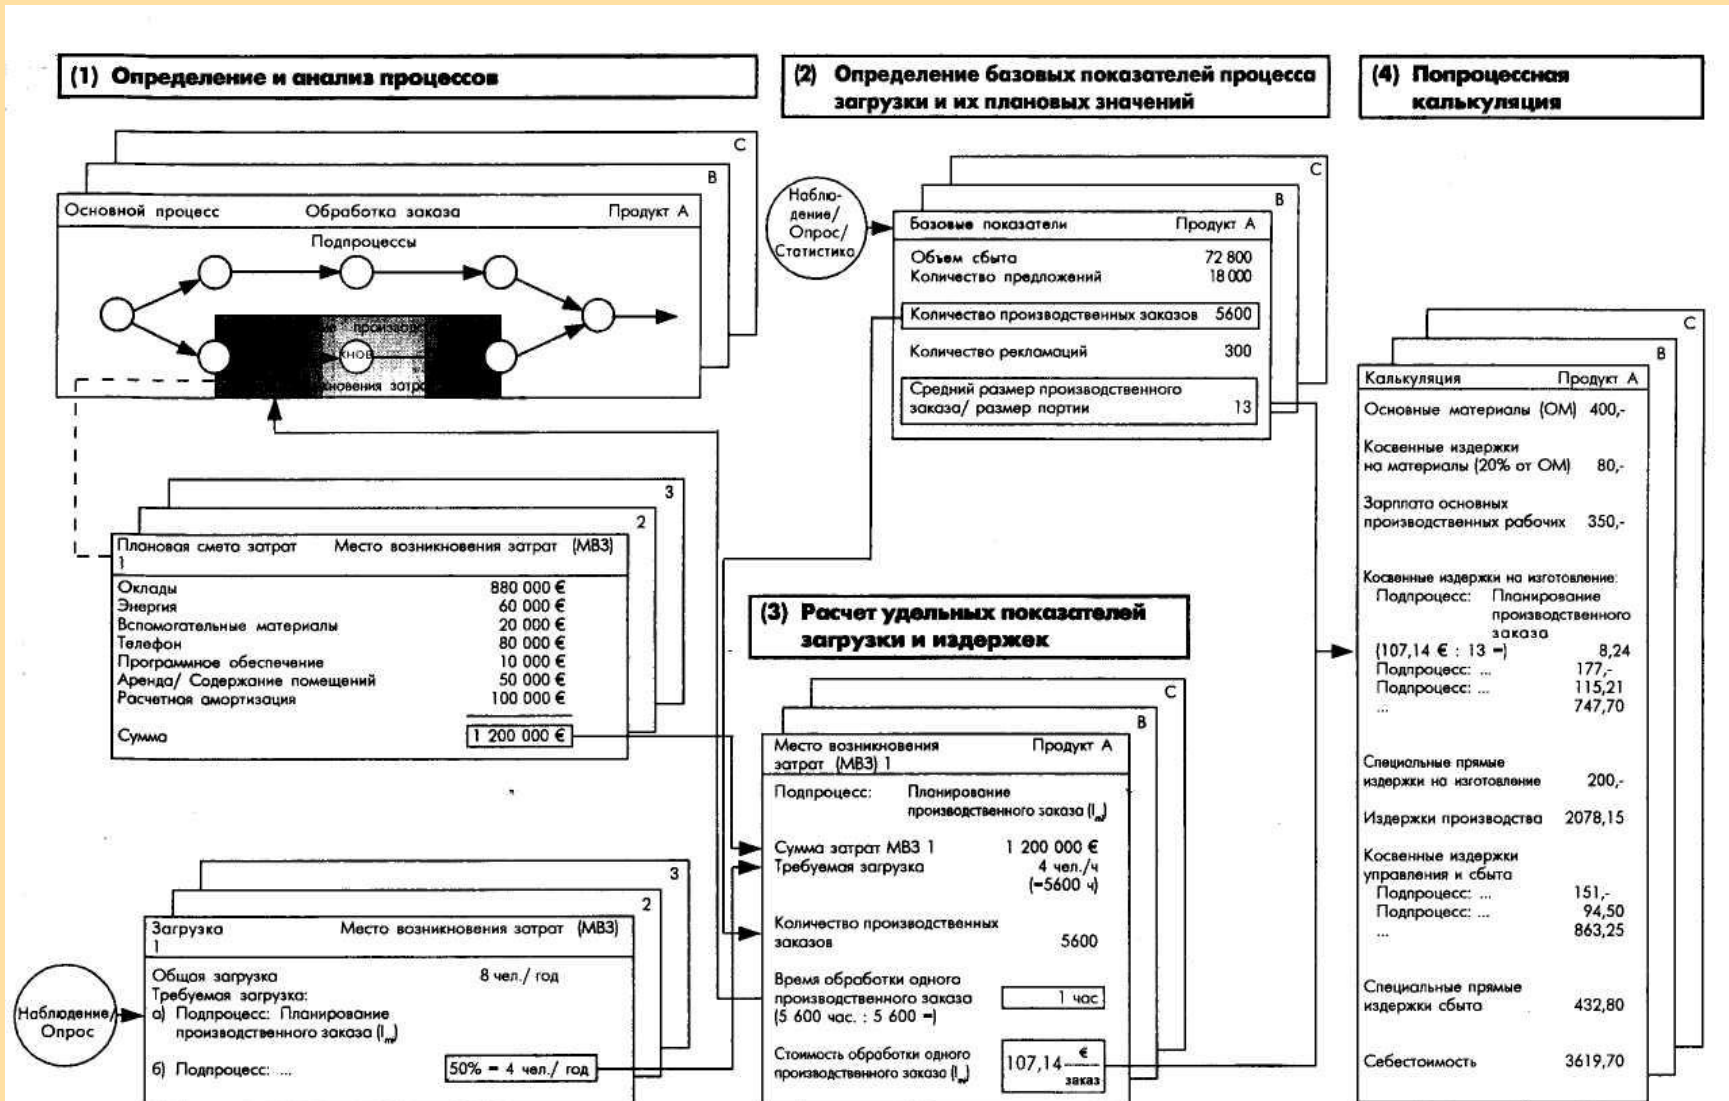 (1) Определение и анализ процессов
C
B
Основной процесс Обработка заказа Продукт А
Подпроцессы
производс
кнов
кновения затра
3
2
Плановая смета затрат Место возникновения затрат (МВЗ)
1
Оклады 880 000 €
Энергия 60 000 €
Вспомогательные материалы 20 000 €
Телефон 80 000 €
Программное обеспечение 10 000 €
Аренда/ Содержание помещений 50 000 €
Расчетная амортизация 100 000 €
Сумма 1 200 000 €
3
2
Загрузка Место возникновения затрат (МВЗ)
1
Наблюдение/
Опрос
Общая загрузка 8 чел./ год
Требуемая загрузка:
а) Подпроцесс: Планирование
производственного заказа
б) Подпроцесс: ... 50% = 4 чел./ год
(2) Определение базовых показателей процесса
загрузки и их плановых значений
C
B
Наблю-
дение/
Опрос/
Статистика
Базовые показатели Продукт А
Объем сбыта 72 800
Количество предложений 18 000
Количество производственных заказов 5600
Количество рекламаций 300
Средний размер производственного
заказа/ размер партии 13
(3) Расчет удельных показателей
загрузки и издержек
C
B
Место возникновения Продукт А
затрат (МВЗ) 1
Подпроцесс: Планирование
производственного заказа
Сумма затрат МВЗ 1 1 200 000 €
Требуемая загрузка 4 чел./ч
(=5600 ч)
Количество производственных
заказов 5600
Время обработки одного
производственного заказа 1 час
(5 600 час. : 5 600 =)
Стоимость обработки одного
производственного заказа 107,14 €
заказ
(4) Попроцессная
калькуляция
C
B
Калькуляция Продукт А
Основные материалы (ОМ) 400,-
Косвенные издержки
на материалы (20% от ОМ) 80,-
Зарплата основных
производственных рабочих 350,-
Косвенные издержки на изготовление:
Подпроцесс: Планирование
производственного
заказа
(107,14 € : 13 =) 8,24
Подпроцесс: ... 177,-
Подпроцесс: ... 115,21
... 747,70
Специальные прямые
издержки на изготовление 200,-
Издержки производства 2078,15
Косвенные издержки
управления и сбыта
Подпроцесс: ... 151,-
Подпроцесс: ... 94,50
... 863,25
Специальные прямые
издержки сбыта 432,80
Себестоимость 3619,70